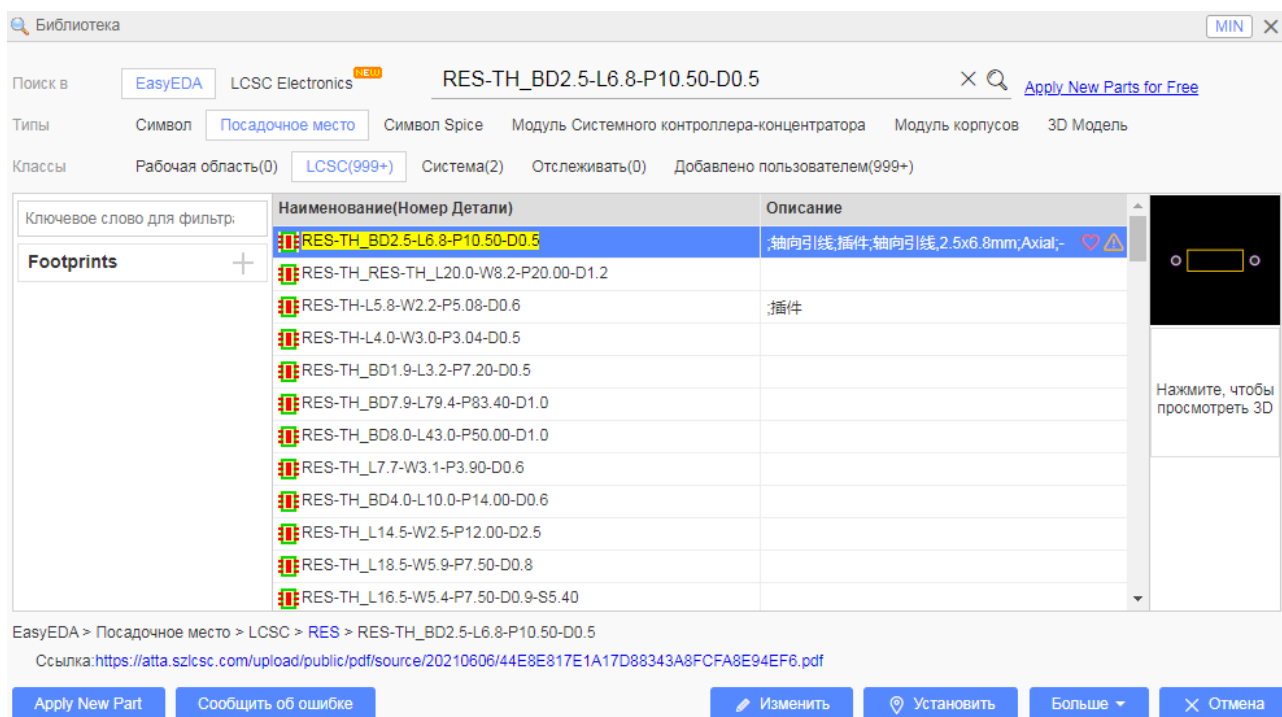 Библиотека MIN
Поиск в EasyEDA LCSC Electronics NEW RES-TH_BD2.5-L6.8-P10.50-D0.5 Apply New Parts for Free
Типы Символ Посадочное место Символ Spice Модуль Системного контроллера-концентратора Модуль корпусов 3D Модель
Классы Рабочая область(0) LCSC(999+) Система(2) Отслеживать(0) Добавлено пользователем(999+)
Ключевое слово для фильтра
Footprints
Наименование(Номер Детали) Описание
RES-TH_BD2.5-L6.8-P10.50-D0.5 ;轴向引线;插件;轴向引线,2.5x6.8mm;Axial;-
RES-TH_RES-TH_L20.0-W8.2-P20.00-D1.2
RES-TH-L5.8-W2.2-P5.08-D0.6 ;插件
RES-TH-L4.0-W3.0-P3.04-D0.5
RES-TH_BD1.9-L3.2-P7.20-D0.5
RES-TH_BD7.9-L79.4-P83.40-D1.0
RES-TH_BD8.0-L43.0-P50.00-D1.0
RES-TH_L7.7-W3.1-P3.90-D0.6
RES-TH_BD4.0-L10.0-P14.00-D0.6
RES-TH_L14.5-W2.5-P12.00-D2.5
RES-TH_L18.5-W5.9-P7.50-D0.8
RES-TH_L16.5-W5.4-P7.50-D0.9-S5.40
Нажмите, чтобы
просмотреть 3D
EasyEDA > Посадочное место > LCSC > RES > RES-TH_BD2.5-L6.8-P10.50-D0.5
Ссылка:https://atta.szlcsc.com/upload/public/pdf/source/20210606/44E8E817E1A17D88343A8FCFA8E94EF6.pdf
Apply New Part Сообщить об ошибке Изменить Установить Больше Отмена